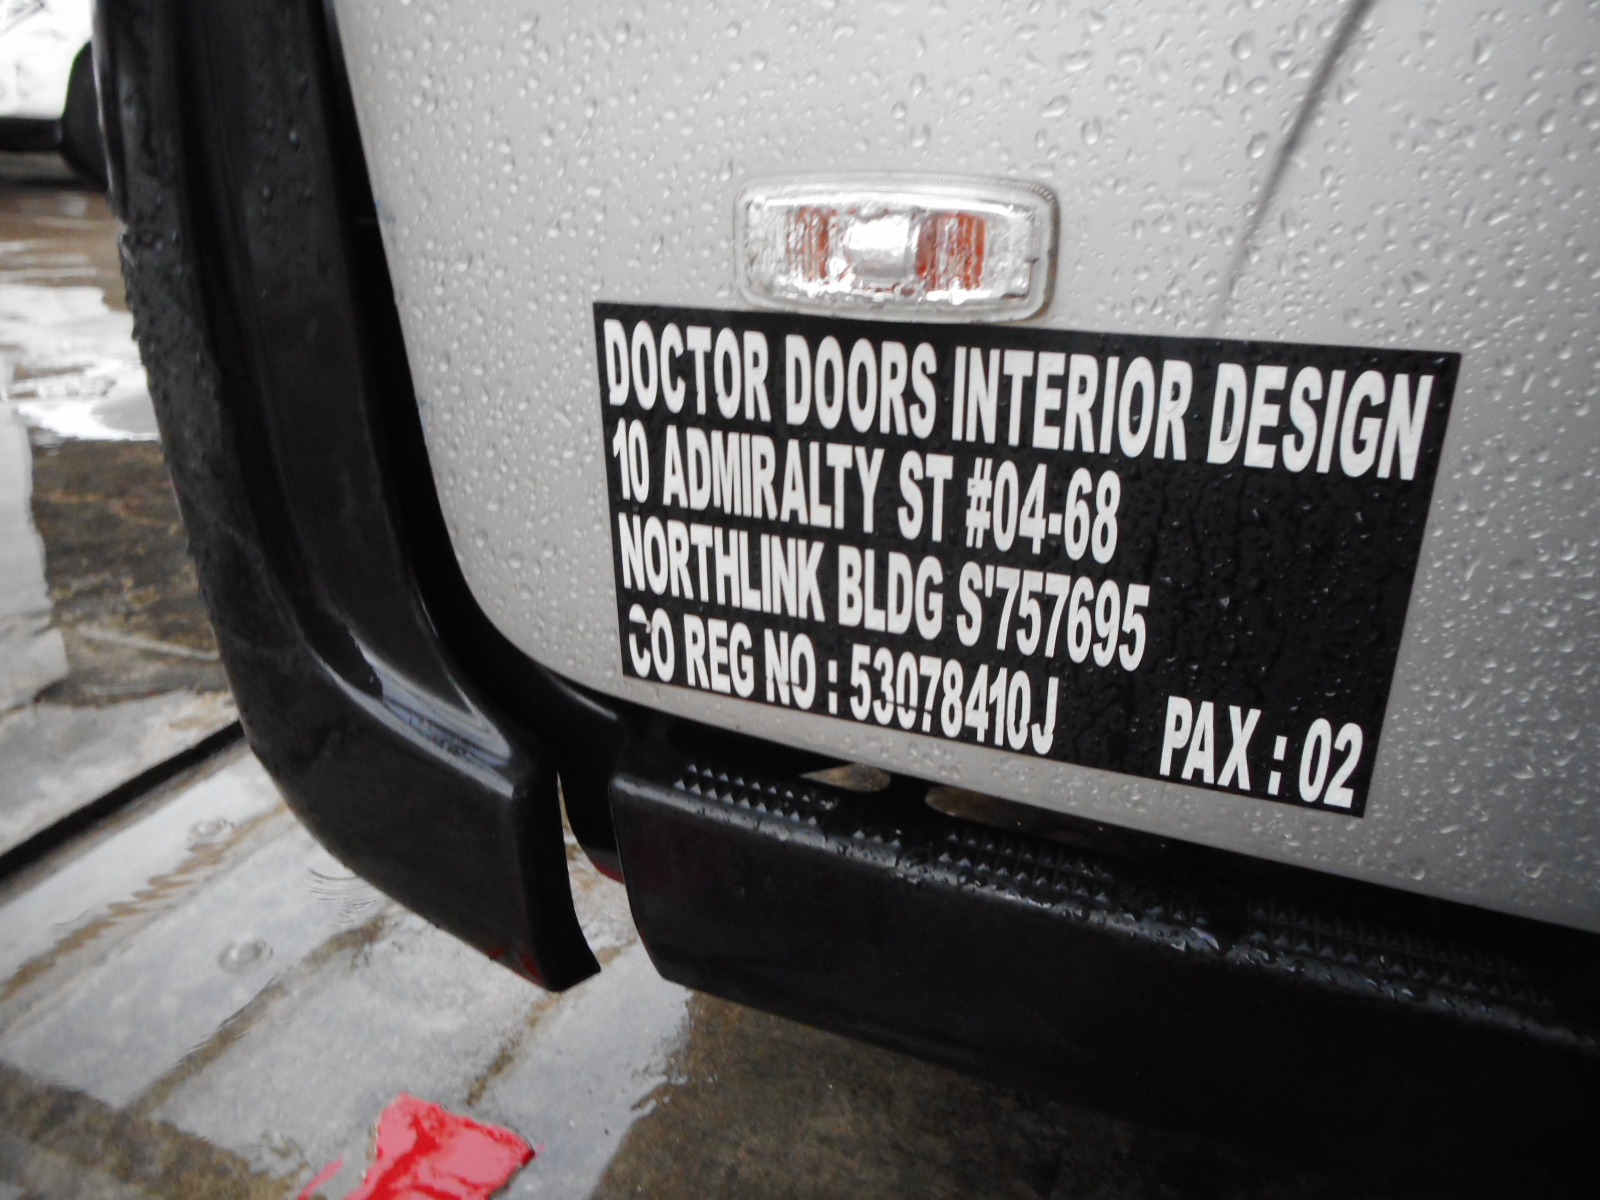 DOCTOR DOORS INTERIOR DESIGN
10 ADMIRALTY ST #04-68
NORTHLINK BLDG S'757695
CO REG NO : 53078410J
PAX : 02